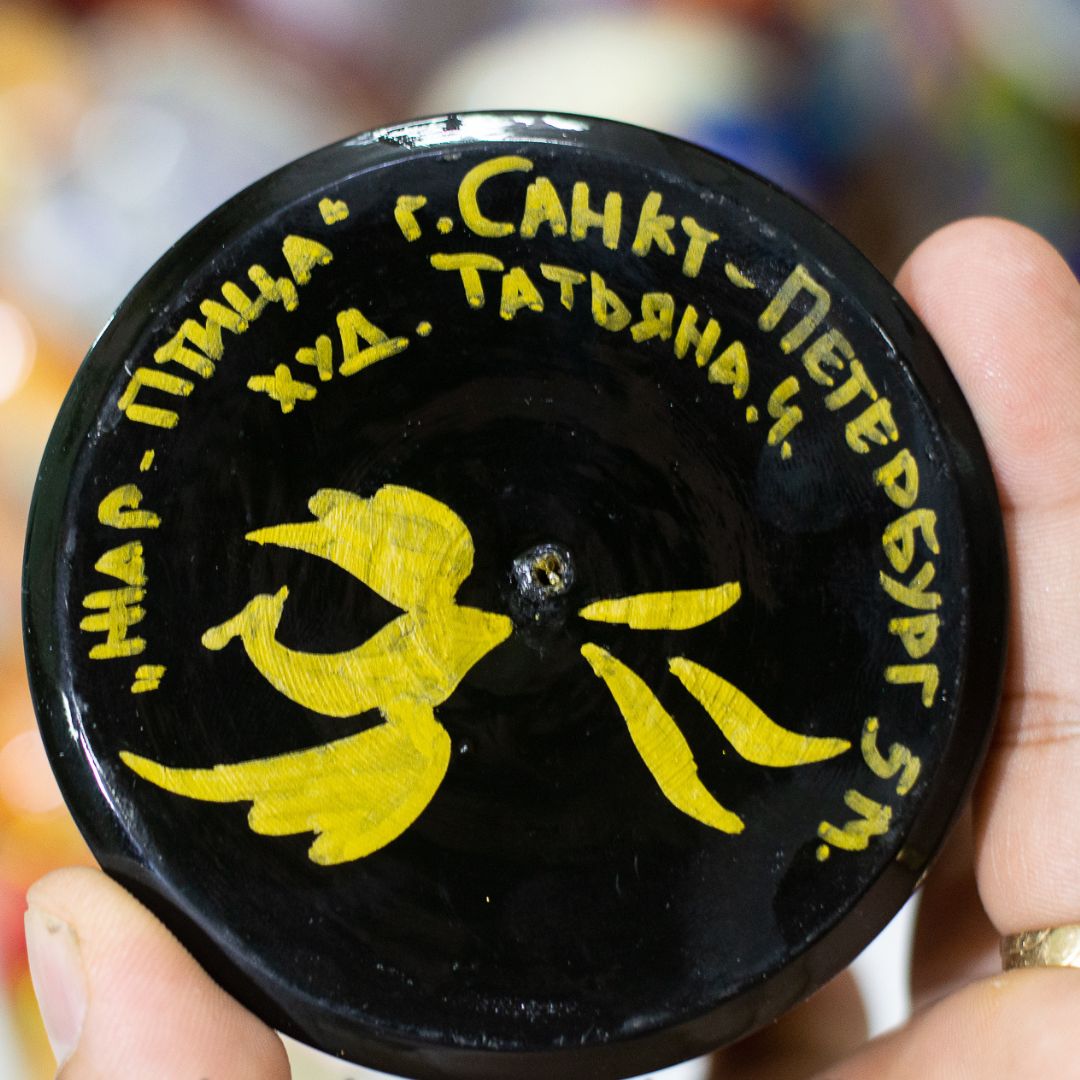 „Жар-птица“ г. Санкт-Петербург. 5 м.
худ. Татьяна.Ч.